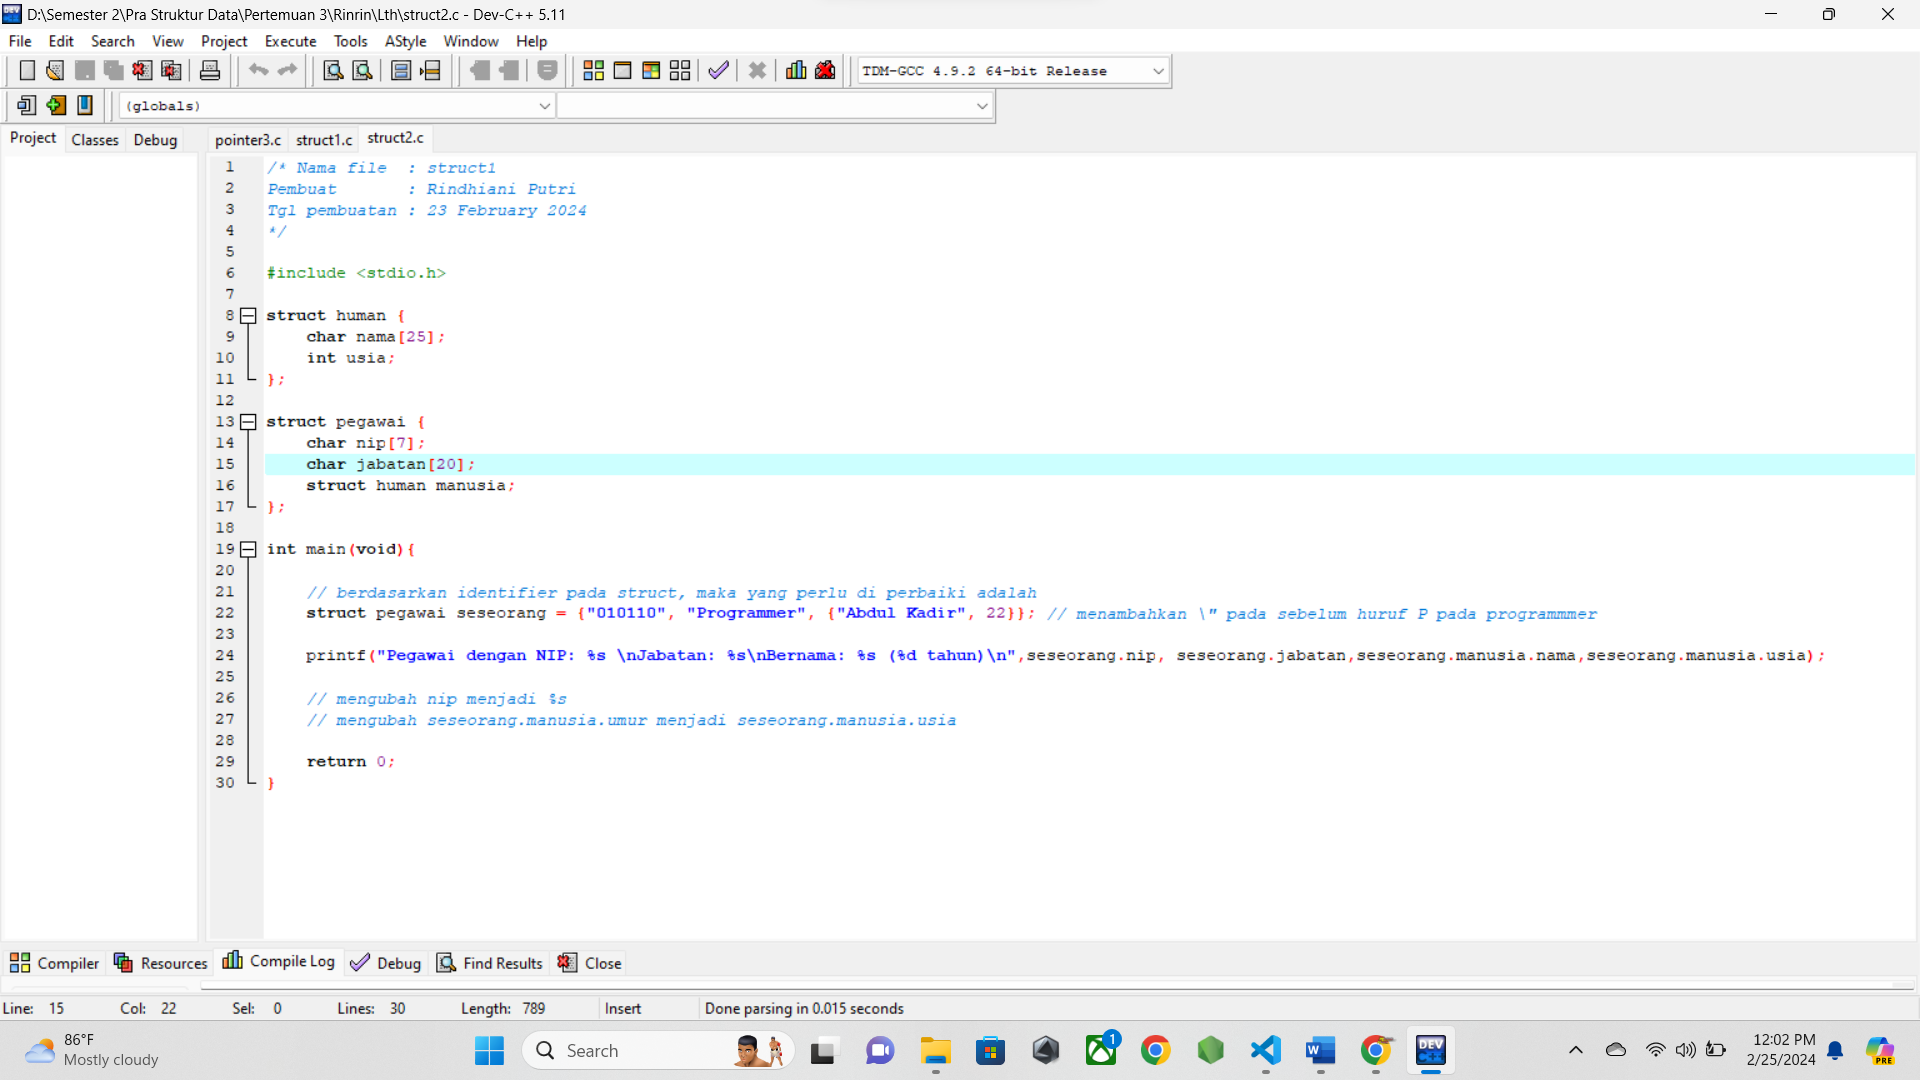 D:\Semester 2\Pra Struktur Data\Pertemuan 3\Rinrin\Lth\struct2.c - Dev-C++ 5.11
File Edit Search View Project Execute Tools AStyle Window Help
TDM-GCC 4.9.2 64-bit Release
(globals)
Project Classes Debug
pointer3.c struct1.c struct2.c
1 /* Nama file : struct1
2 Pembuat : Rindhiani Putri
3 Tgl pembuatan : 23 February 2024
4 */
5
6 #include <stdio.h>
7
8 struct human {
9 char nama[25];
10 int usia;
11 };
12
13 struct pegawai {
14 char nip[7];
15 char jabatan[20];
16 struct human manusia;
17 };
18
19 int main(void){
20
21 // berdasarkan identifier pada struct, maka yang perlu di perbaiki adalah
22 struct pegawai seseorang = {"010110", "Programmer", {"Abdul Kadir", 22}}; // menambahkan \" pada sebelum huruf P pada programmmer
23
24 printf("Pegawai dengan NIP: %s \nJabatan: %s\nBernama: %s (%d tahun)\n",seseorang.nip, seseorang.jabatan,seseorang.manusia.nama,seseorang.manusia.usia);
25
26 // mengubah nip menjadi %s
27 // mengubah seseorang.manusia.umur menjadi seseorang.manusia.usia
28
29 return 0;
30 }
Compiler Resources Compile Log Debug Find Results Close
Line: 15 Col: 22 Sel: 0 Lines: 30 Length: 789 Insert Done parsing in 0.015 seconds
86°F
Mostly cloudy
Search
1
DEV
C++
PRE
12:02 PM
2/25/2024